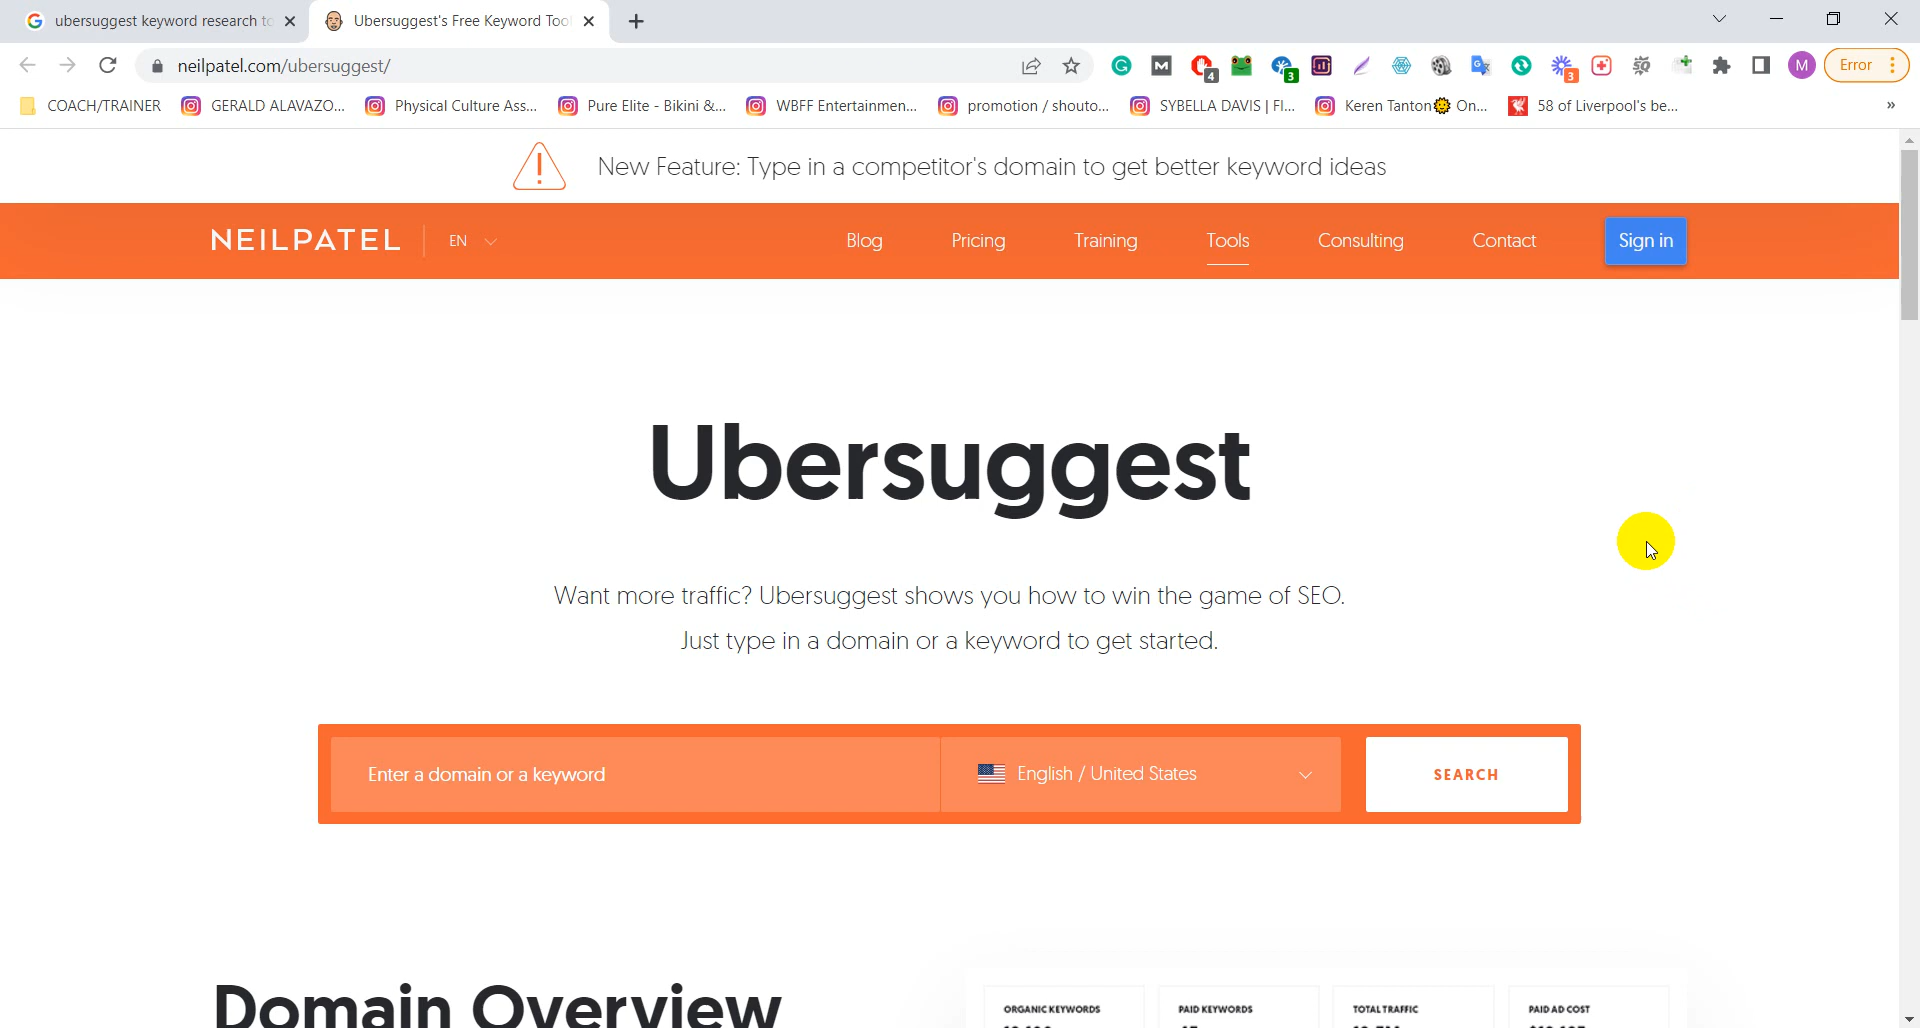 ubersuggest keyword research to
Ubersuggest's Free Keyword Tool
neilpatel.com/ubersuggest/
4
3
3
M
Error
COACH/TRAINER
GERALD ALAVAZO...
Physical Culture Ass...
Pure Elite - Bikini &...
WBFF Entertainmen...
promotion / shouto...
SYBELLA DAVIS | FI...
Keren Tanton🌞 On...
58 of Liverpool's be...
»
New Feature: Type in a competitor's domain to get better keyword ideas
NEILPATEL
EN
Blog
Pricing
Training
Tools
Consulting
Contact
Sign in
Ubersuggest
Want more traffic? Ubersuggest shows you how to win the game of SEO.
Just type in a domain or a keyword to get started.
Enter a domain or a keyword
English / United States
SEARCH
Domain Overview
ORGANIC KEYWORDS
PAID KEYWORDS
TOTAL TRAFFIC
PAID AD COST